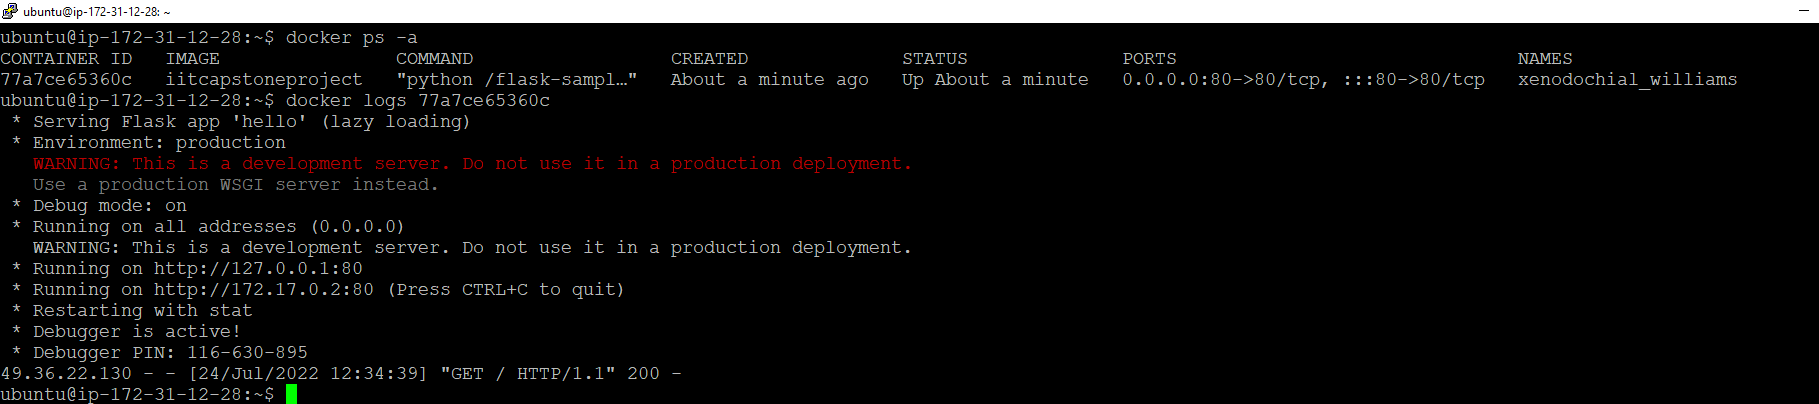 ubuntu@ip-172-31-12-28: ~
ubuntu@ip-172-31-12-28:~$ docker ps -a
CONTAINER ID   IMAGE                COMMAND                  CREATED              STATUS              PORTS                               NAMES
77a7ce65360c   iitcapstoneproject   "python /flask-sampl…"   About a minute ago   Up About a minute   0.0.0.0:80->80/tcp, :::80->80/tcp   xenodochial_williams
ubuntu@ip-172-31-12-28:~$ docker logs 77a7ce65360c
 * Serving Flask app 'hello' (lazy loading)
 * Environment: production
   WARNING: This is a development server. Do not use it in a production deployment.
   Use a production WSGI server instead.
 * Debug mode: on
 * Running on all addresses (0.0.0.0)
   WARNING: This is a development server. Do not use it in a production deployment.
 * Running on http://127.0.0.1:80
 * Running on http://172.17.0.2:80 (Press CTRL+C to quit)
 * Restarting with stat
 * Debugger is active!
 * Debugger PIN: 116-630-895
49.36.22.130 - - [24/Jul/2022 12:34:39] "GET / HTTP/1.1" 200 -
ubuntu@ip-172-31-12-28:~$